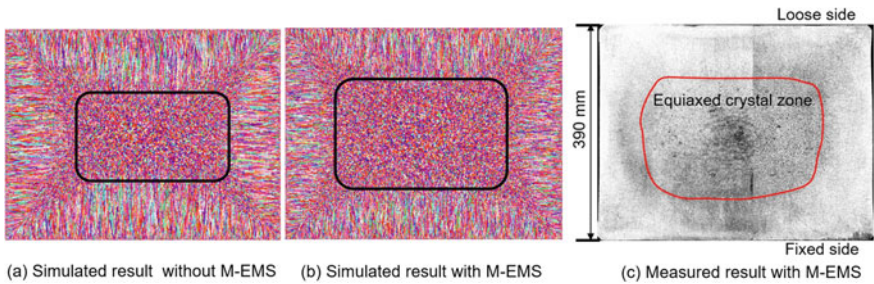 Loose side
Equiaxed crystal zone
390 mm
Fixed side
(a) Simulated result without M-EMS
(b) Simulated result with M-EMS
(c) Measured result with M-EMS